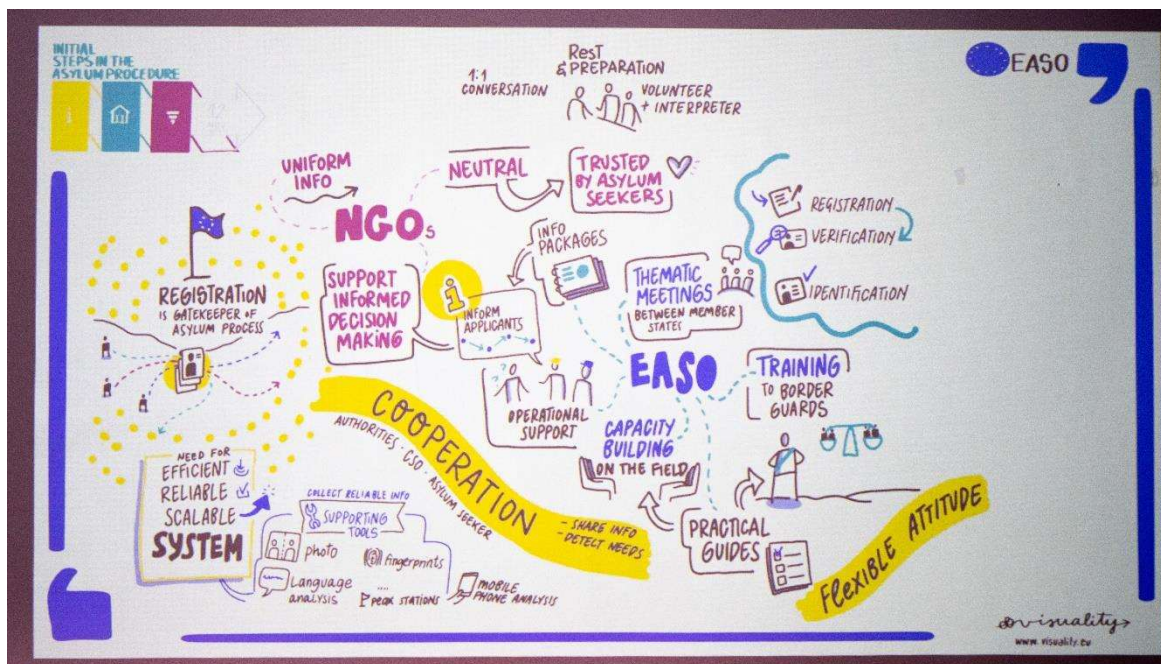 INITIAL
STEPS IN THE
ASYLUM PROCEDURE
EASO
1:1
CONVERSATION
ReST
& PREPARATION
VOLUNTEER
+ INTERPRETER
UNIFORM
INFO
NGOs
NEUTRAL
TRUSTED
BY ASYLUM
SEEKERS
REGISTRATION
IS GATEKEEPER OF
ASYLUM PROCESS
SUPPORT
INFORMED
DECISION
MAKING
i
INFORM
APPLICANTS
INFO
PACKAGES
THEMATIC
MEETINGS
BETWEEN MEMBER
STATES
REGISTRATION
VERIFICATION
IDENTIFICATION
EASO
OPERATIONAL
SUPPORT
CAPACITY
BUILDING
ON THE FIELD
TRAINING
TO BORDER
GUARDS
PRACTICAL
GUIDES
COOPERATION
AUTHORITIES · CSO · ASYLUM SEEKER
- SHARE INFO
- DETECT NEEDS
FLeXIBLE ATTITUDE
NEED FOR
EFFICIENT
RELIABLE
SCALABLE
SYSTEM
COLLECT RELIABLE INFO
SUPPORTING
TOOLS
photo
fingerprints
Language
analysis
....
PEAK STATIONS
MOBILE
PHONE ANALYSIS
visuality
www.visuality.eu